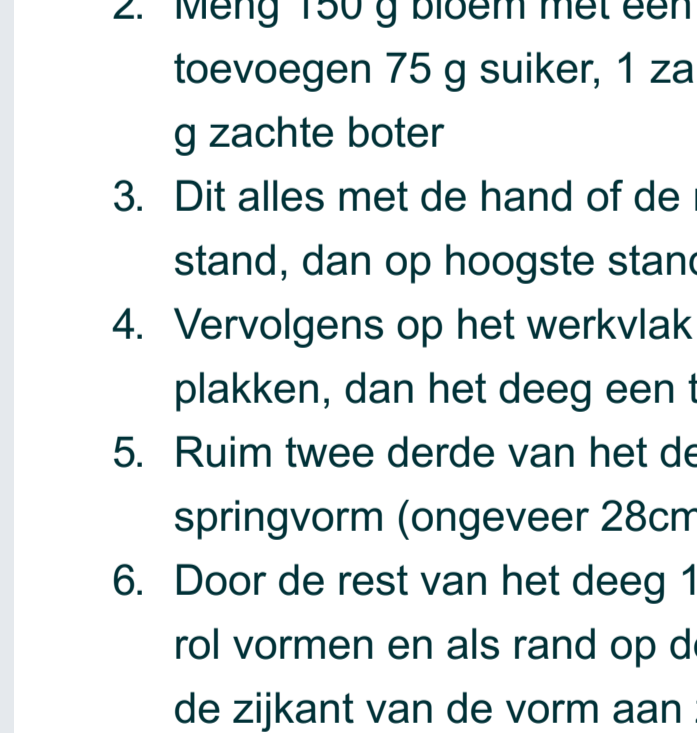 2. Meng 150 g bloem met een
toevoegen 75 g suiker, 1 za
g zachte boter
3. Dit alles met de hand of de
stand, dan op hoogste stand
4. Vervolgens op het werkvlak
plakken, dan het deeg een t
5. Ruim twee derde van het de
springvorm (ongeveer 28cm
6. Door de rest van het deeg 1
rol vormen en als rand op de
de zijkant van de vorm aan